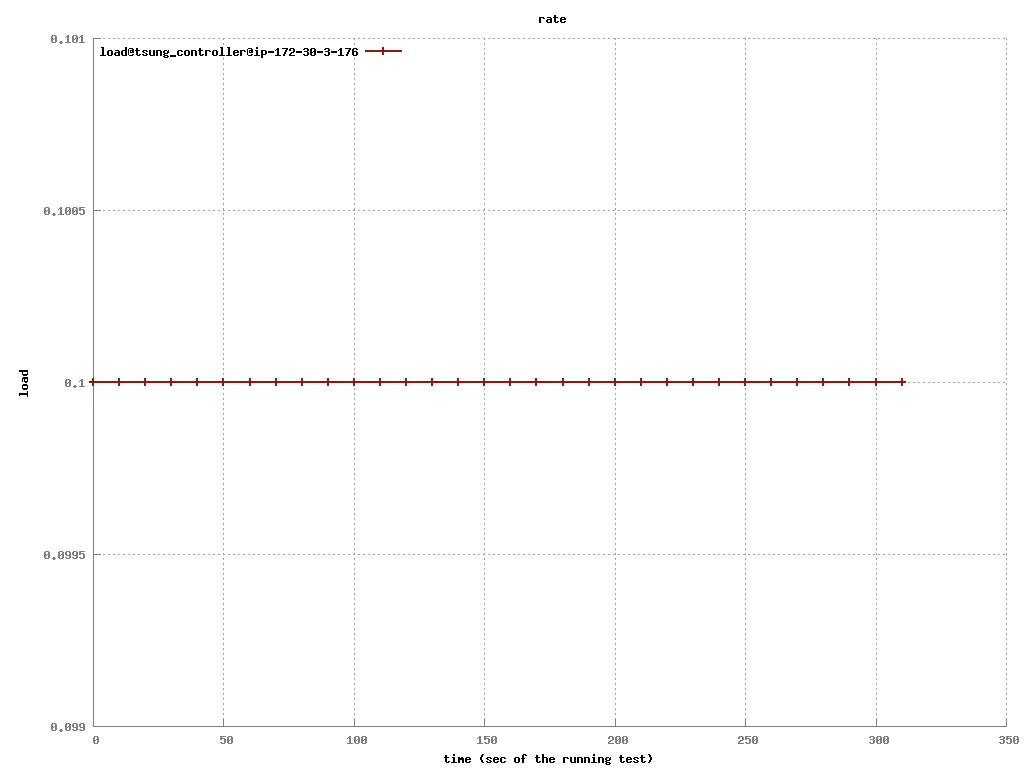 rate
0.101
load@tsung_controller@ip-172-30-3-176
0.1005
load
0.1
0.0995
0.099
0 50 100 150 200 250 300 350
time (sec of the running test)